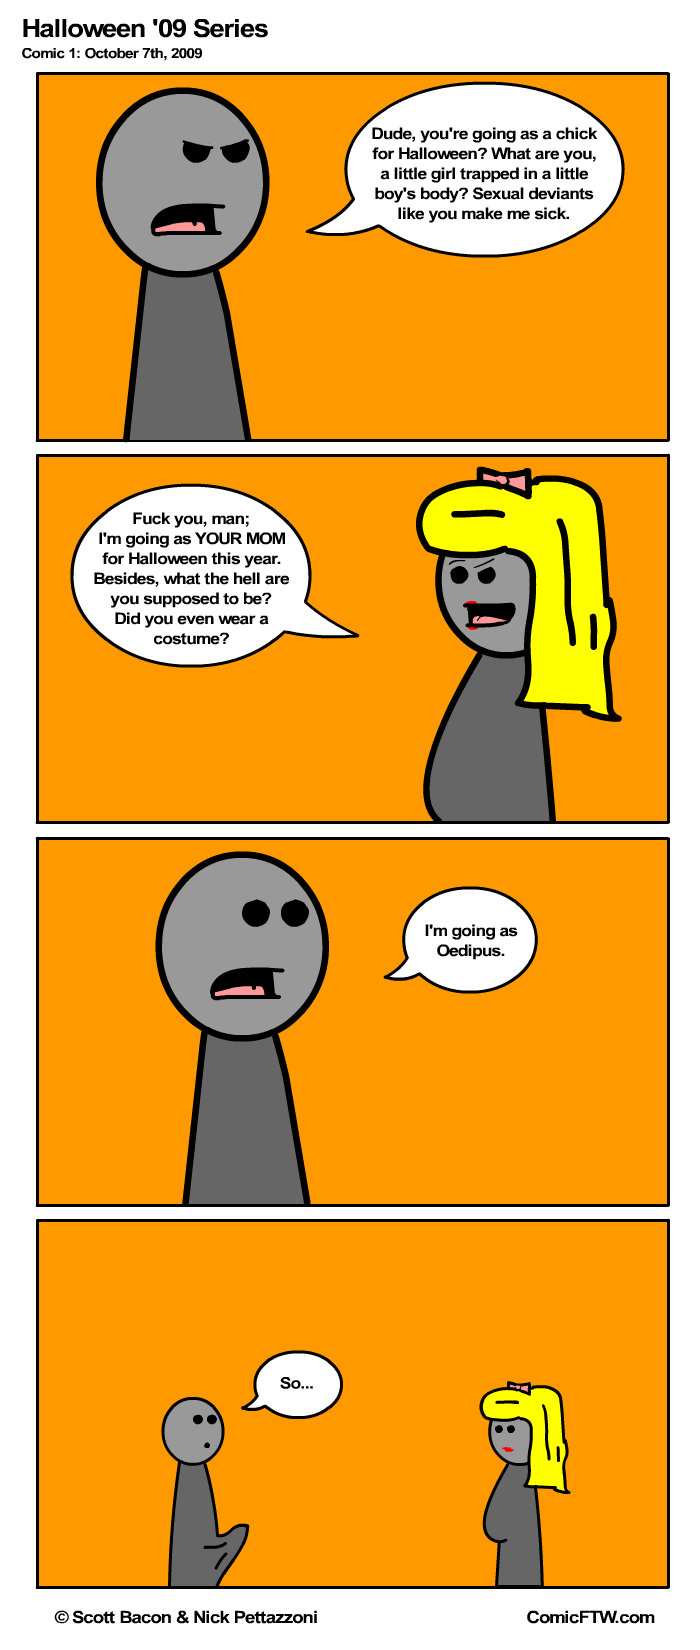 Halloween '09 Series
Comic 1: October 7th, 2009
Dude, you're going as a chick
for Halloween? What are you,
a little girl trapped in a little
boy's body? Sexual deviants
like you make me sick.
Fuck you, man;
I'm going as YOUR MOM
for Halloween this year.
Besides, what the hell are
you supposed to be?
Did you even wear a
costume?
I'm going as
Oedipus.
So...
© Scott Bacon & Nick Pettazzoni
ComicFTW.com